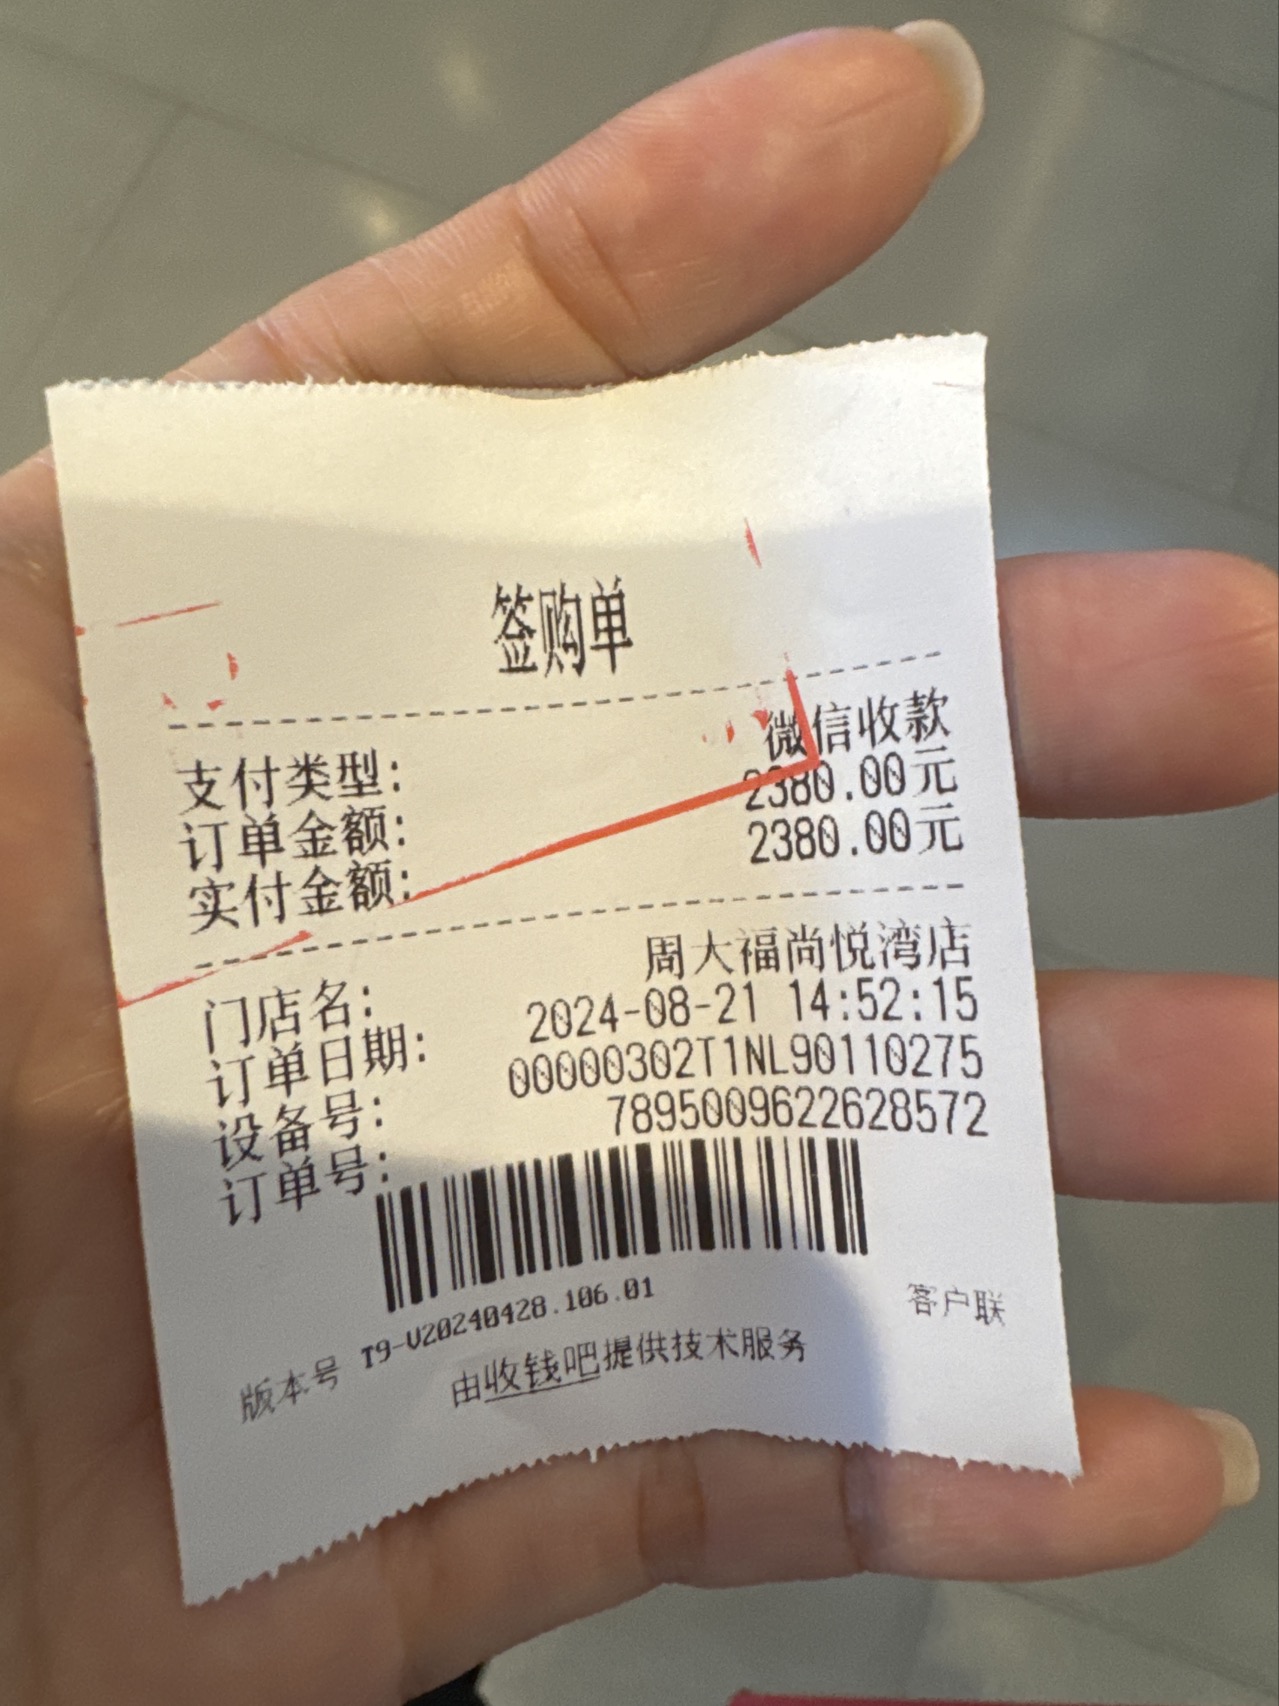 签购单
支付类型: 微信收款
订单金额: 2380.00元
实付金额: 2380.00元
门店名: 周大福尚悦湾店
订单日期: 2024-08-21 14:52:15
设备号: 00000302T1NL90110275
订单号: 7895009622628572
版本号 T9-V20240428.106.01
客户联
由收钱吧提供技术服务